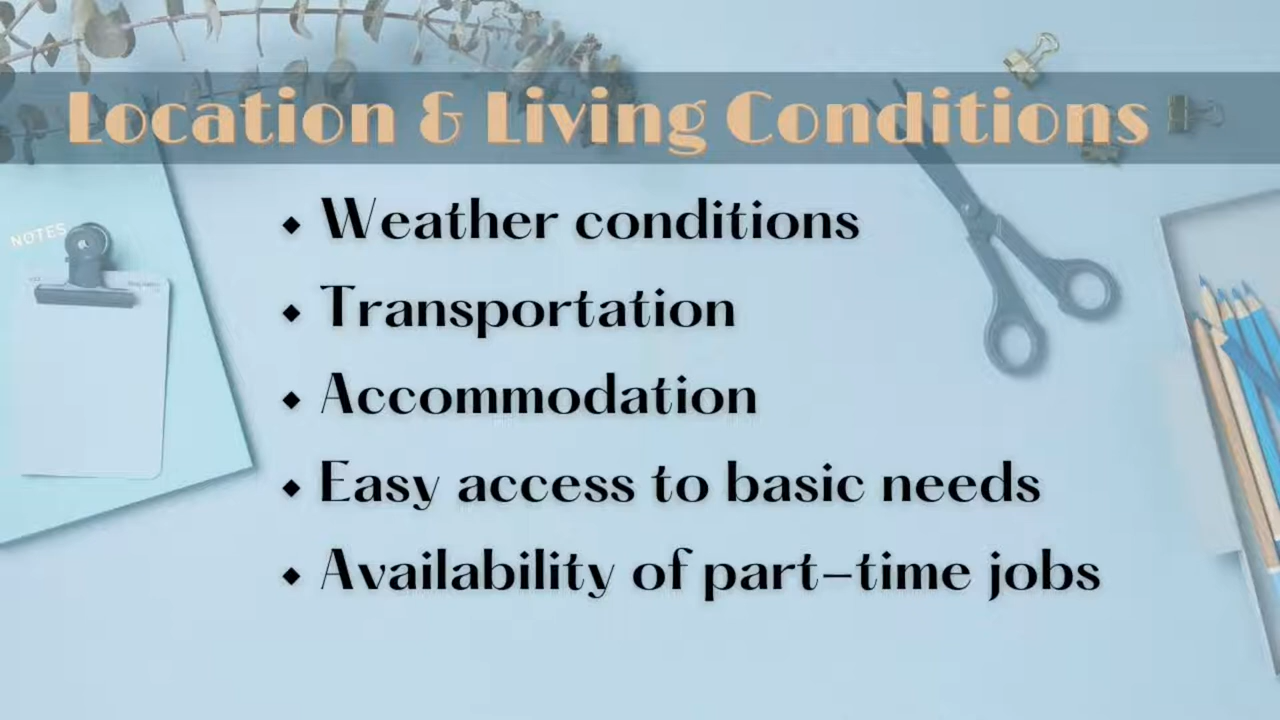 Location & Living Conditions
NOTES
Weather conditions
Transportation
Accommodation
Easy access to basic needs
Availability of part-time jobs